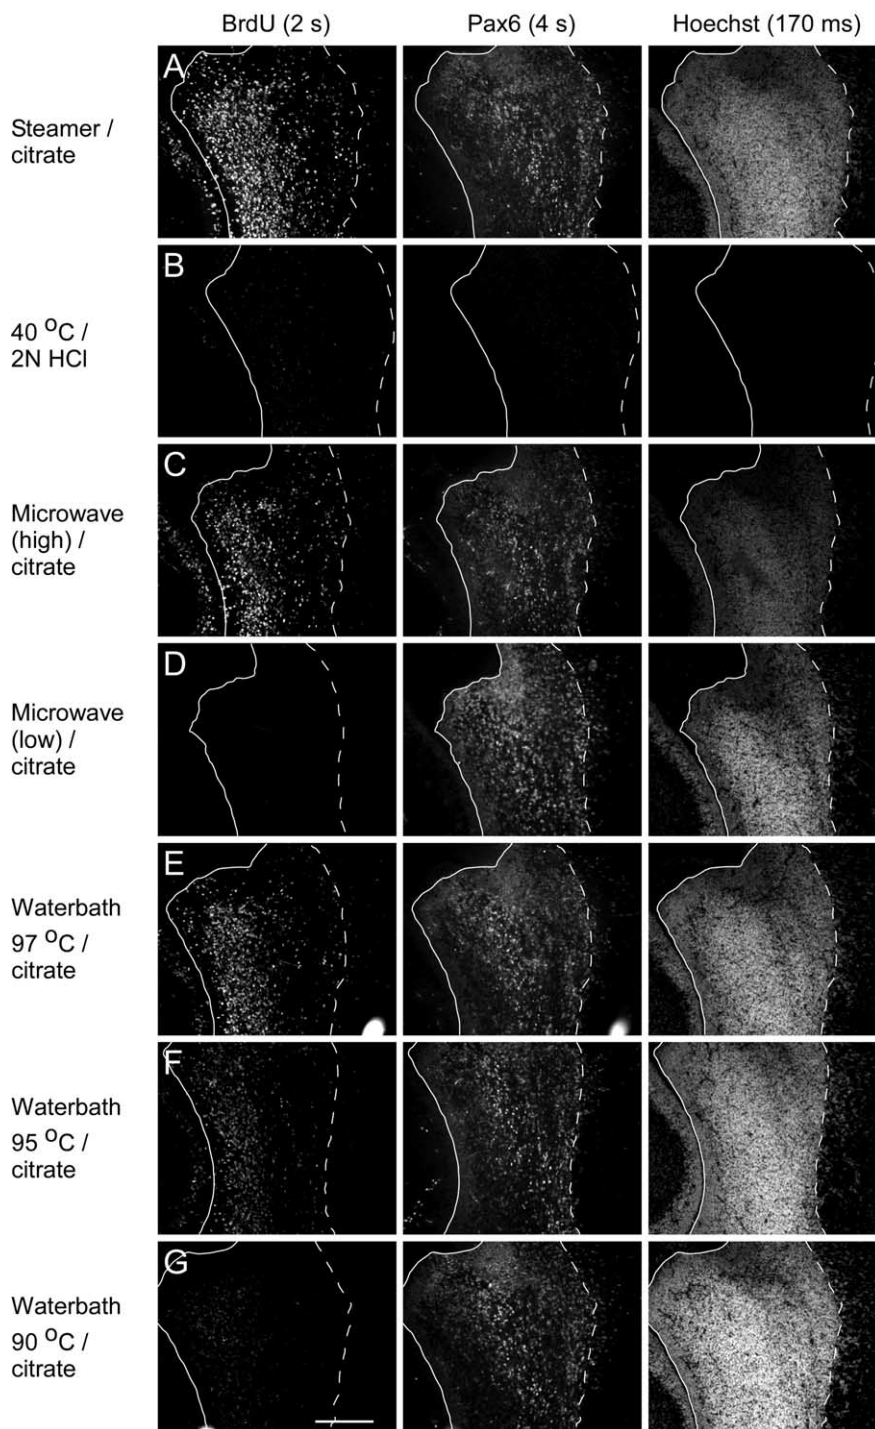 BrdU (2 s) Pax6 (4 s) Hoechst (170 ms)
A
Steamer /
citrate
B
40 °C /
2N HCl
C
Microwave
(high) /
citrate
D
Microwave
(low) /
citrate
E
Waterbath
97 °C /
citrate
F
Waterbath
95 °C /
citrate
G
Waterbath
90 °C /
citrate